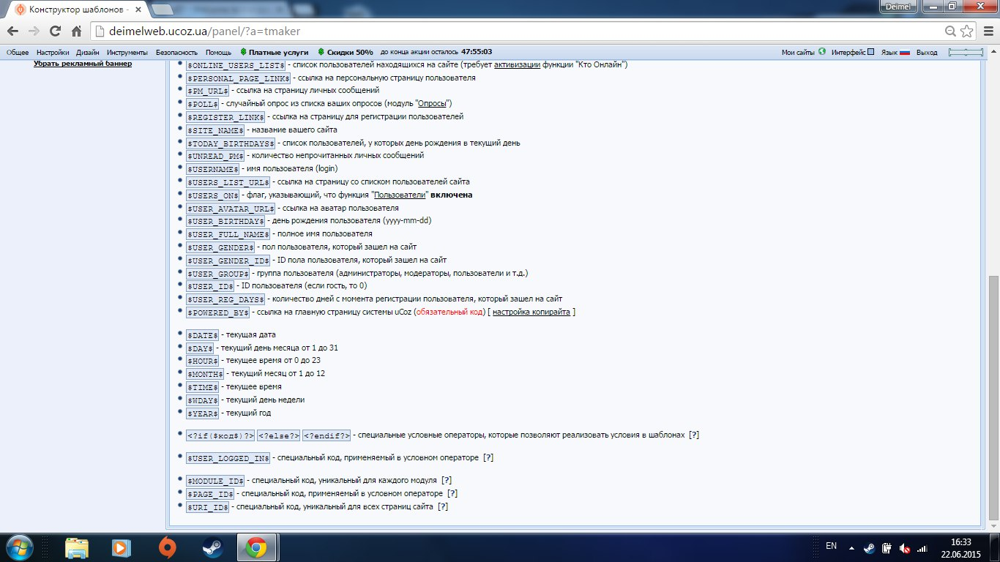 Конструктор шаблонов -
Deimel
deimelweb.ucoz.ua/panel/?a=tmaker
Общее Настройки Дизайн Инструменты Безопасность Помощь Платные услуги Скидки 50% до конца акции осталось 47:55:03 Мои сайты Интерфейс Язык Выход
Убрать рекламный баннер
$ONLINE_USERS_LIST$ - список пользователей находящихся на сайте (требует активизации функции "Кто Онлайн")
$PERSONAL_PAGE_LINK$ - ссылка на персональную страницу пользователя
$PM_URL$ - ссылка на страницу личных сообщений
$POLL$ - случайный опрос из списка ваших опросов (модуль "Опросы")
$REGISTER_LINK$ - ссылка на страницу для регистрации пользователей
$SITE_NAME$ - название вашего сайта
$TODAY_BIRTHDAYS$ - список пользователей, у которых день рождения в текущий день
$UNREAD_PM$ - количество непрочитанных личных сообщений
$USERNAME$ - имя пользователя (login)
$USERS_LIST_URL$ - ссылка на страницу со списком пользователей сайта
$USERS_ON$ - флаг, указывающий, что функция "Пользователи" включена
$USER_AVATAR_URL$ - ссылка на аватар пользователя
$USER_BIRTHDAY$ - день рождения пользователя (yyyy-mm-dd)
$USER_FULL_NAME$ - полное имя пользователя
$USER_GENDER$ - пол пользователя, который зашел на сайт
$USER_GENDER_ID$ - ID пола пользователя, который зашел на сайт
$USER_GROUP$ - группа пользователя (администраторы, модераторы, пользователи и т.д.)
$USER_ID$ - ID пользователя (если гость, то 0)
$USER_REG_DAYS$ - количество дней с момента регистрации пользователя, который зашел на сайт
$POWERED_BY$ - ссылка на главную страницу системы uCoz (обязательный код) [ настройка копирайта ]
$DATE$ - текущая дата
$DAY$ - текущий день месяца от 1 до 31
$HOUR$ - текущее время от 0 до 23
$MONTH$ - текущий месяц от 1 до 12
$TIME$ - текущее время
$WDAY$ - текущий день недели
$YEAR$ - текущий год
<?if($код$)?> <?else?> <?endif?> - специальные условные операторы, которые позволяют реализовать условия в шаблонах [?]
$USER_LOGGED_IN$ - специальный код, применяемый в условном операторе [?]
$MODULE_ID$ - специальный код, уникальный для каждого модуля [?]
$PAGE_ID$ - специальный код, применяемый в условном операторе [?]
$URI_ID$ - специальный код, уникальный для всех страниц сайта [?]
EN
16:33
22.06.2015